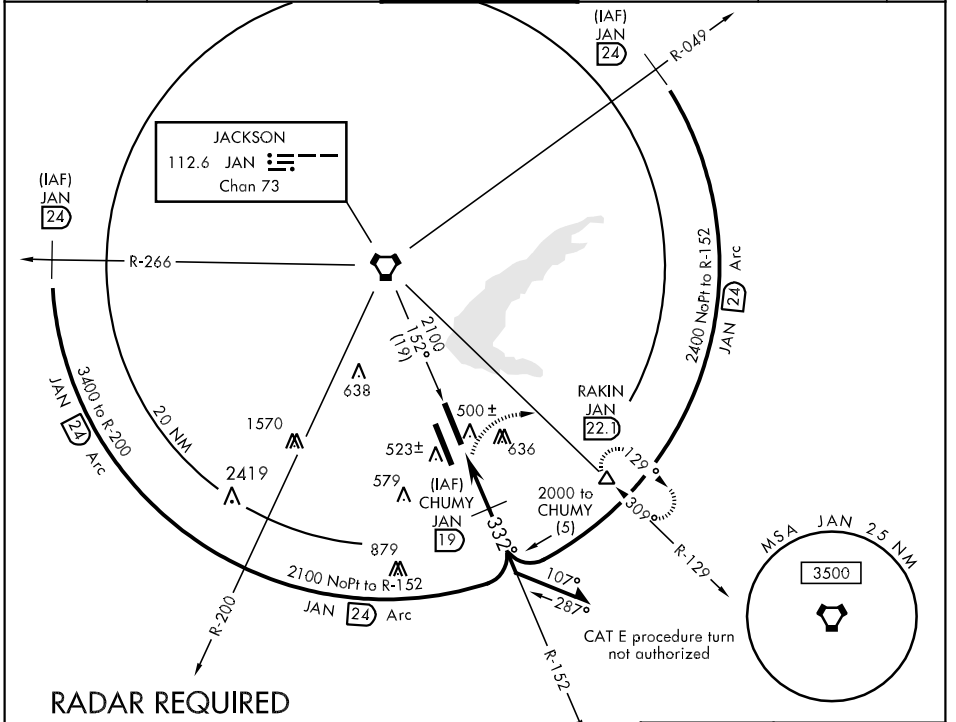 (IAF)
JAN
24
R-049
JACKSON
112.6 JAN
Chan 73
(IAF)
JAN
24
R-266
2100
152°
(19)
2400 NoPt to R-152
JAN 24 Arc
638
3400 to R-200
JAN 24 Arc
20 NM
1570
500±
636
523±
RAKIN
JAN
22.1
129°
309°
2419
579
(IAF)
CHUMY
JAN
19
2000 to
CHUMY
(5)
332°
R-129
879
2100 NoPt to R-152
JAN 24 Arc
107°
287°
R-200
R-152
CAT E procedure turn
not authorized
MSA JAN 25 NM
3500
RADAR REQUIRED